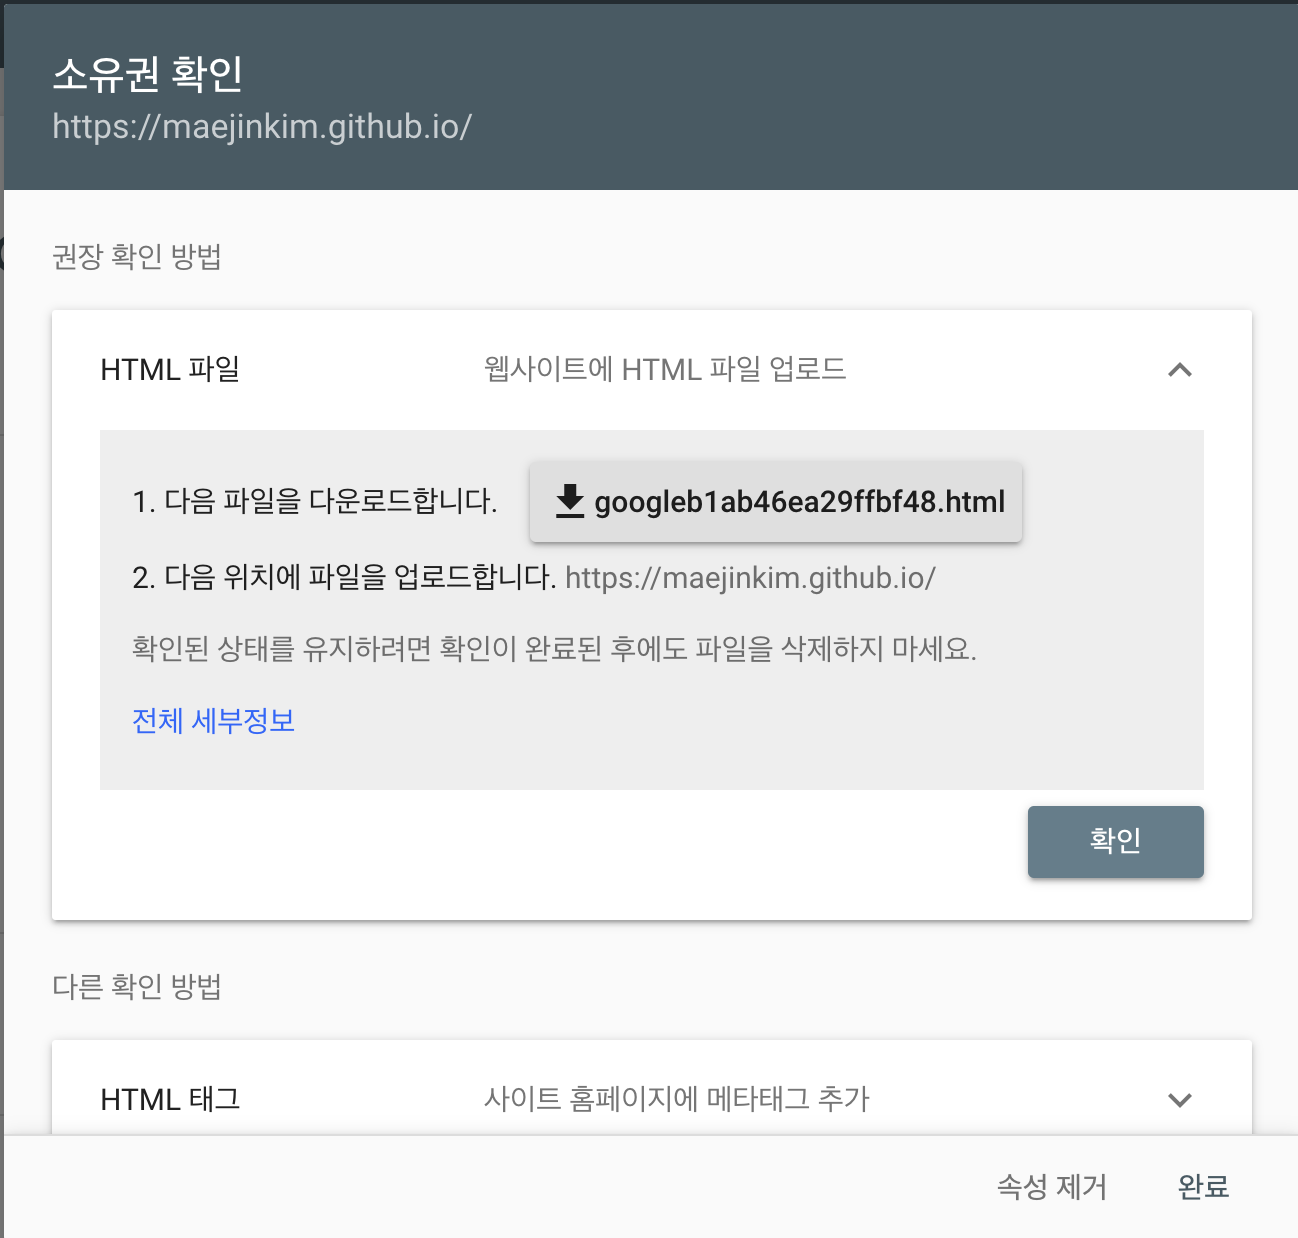 소유권 확인
https://maejinkim.github.io/
권장 확인 방법
HTML 파일 웹사이트에 HTML 파일 업로드
1. 다음 파일을 다운로드합니다. googleb1ab46ea29ffbf48.html
2. 다음 위치에 파일을 업로드합니다. https://maejinkim.github.io/
확인된 상태를 유지하려면 확인이 완료된 후에도 파일을 삭제하지 마세요.
전체 세부정보
확인
다른 확인 방법
HTML 태그 사이트 홈페이지에 메타태그 추가
속성 제거 완료